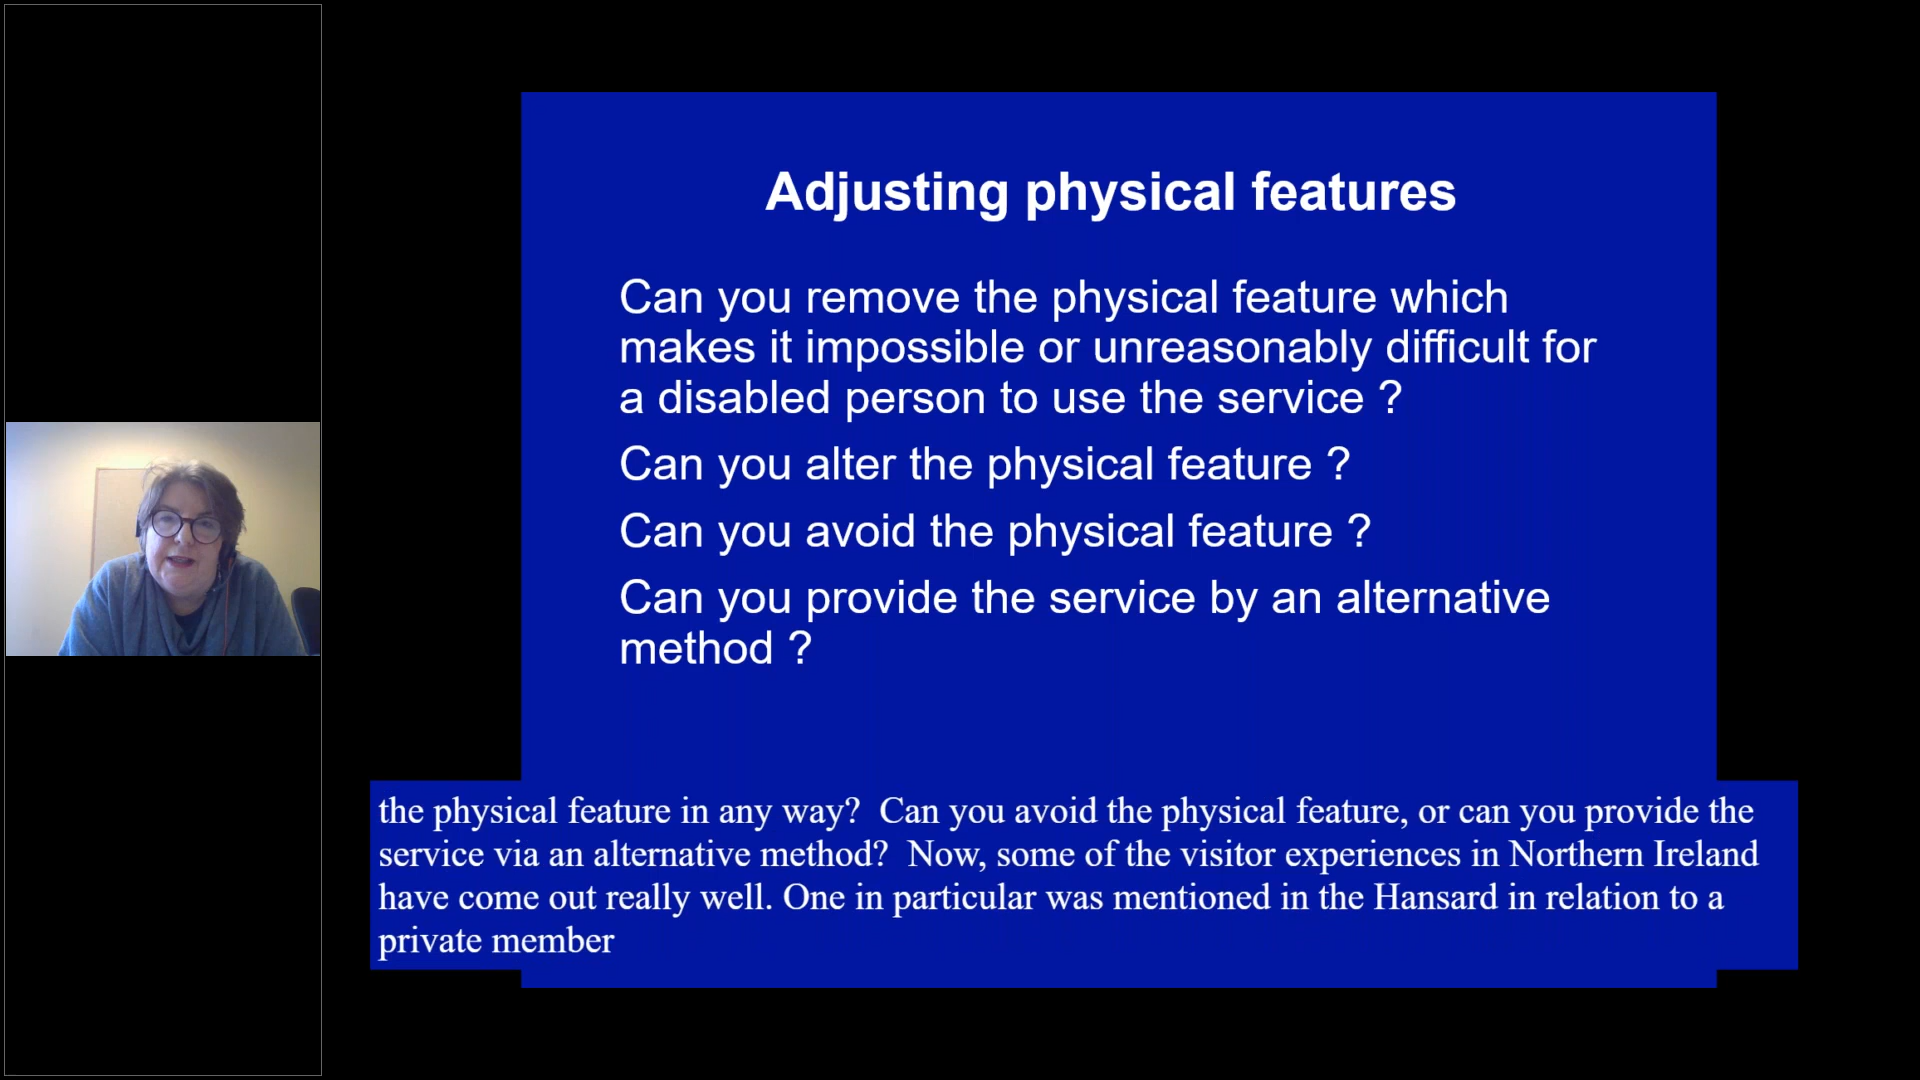 Adjusting physical features
Can you remove the physical feature which
makes it impossible or unreasonably difficult for
a disabled person to use the service ?
Can you alter the physical feature ?
Can you avoid the physical feature ?
Can you provide the service by an alternative
method ?
the physical feature in any way?  Can you avoid the physical feature, or can you provide the
service via an alternative method?  Now, some of the visitor experiences in Northern Ireland
have come out really well. One in particular was mentioned in the Hansard in relation to a
private member